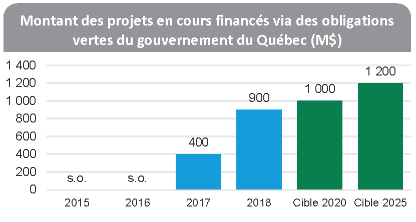 Montant des projets en cours financés via des obligations
vertes du gouvernement du Québec (M$)
1 400
1 200
1 000
800
600
400
200
0
s.o.
s.o.
400
900
1 000
1 200
2015
2016
2017
2018
Cible 2020
Cible 2025